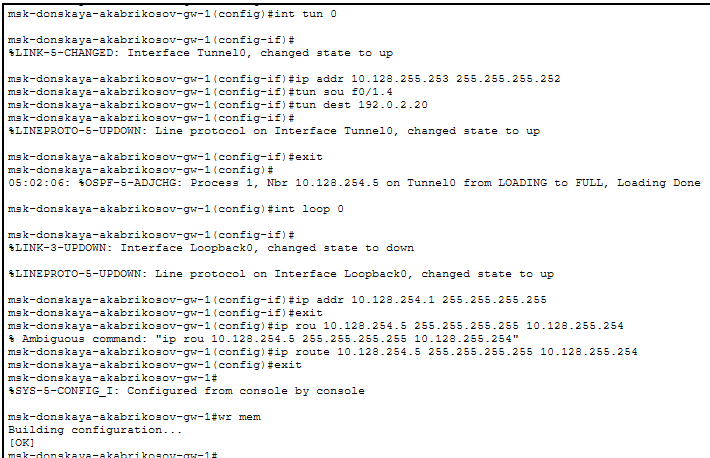 msk-donskaya-akabrikosov-gw-1(config)#int tun 0
msk-donskaya-akabrikosov-gw-1(config-if)#
%LINK-5-CHANGED: Interface Tunnel0, changed state to up
msk-donskaya-akabrikosov-gw-1(config-if)#ip addr 10.128.255.253 255.255.255.252
msk-donskaya-akabrikosov-gw-1(config-if)#tun sou f0/1.4
msk-donskaya-akabrikosov-gw-1(config-if)#tun dest 192.0.2.20
msk-donskaya-akabrikosov-gw-1(config-if)#
%LINEPROTO-5-UPDOWN: Line protocol on Interface Tunnel0, changed state to up
msk-donskaya-akabrikosov-gw-1(config-if)#exit
msk-donskaya-akabrikosov-gw-1(config)#
05:02:06: %OSPF-5-ADJCHG: Process 1, Nbr 10.128.254.5 on Tunnel0 from LOADING to FULL, Loading Done
msk-donskaya-akabrikosov-gw-1(config)#int loop 0
msk-donskaya-akabrikosov-gw-1(config-if)#
%LINK-3-UPDOWN: Interface Loopback0, changed state to down
%LINEPROTO-5-UPDOWN: Line protocol on Interface Loopback0, changed state to up
msk-donskaya-akabrikosov-gw-1(config-if)#ip addr 10.128.254.1 255.255.255.255
msk-donskaya-akabrikosov-gw-1(config-if)#exit
msk-donskaya-akabrikosov-gw-1(config)#ip rou 10.128.254.5 255.255.255.255 10.128.255.254
% Ambiguous command: "ip rou 10.128.254.5 255.255.255.255 10.128.255.254"
msk-donskaya-akabrikosov-gw-1(config)#ip route 10.128.254.5 255.255.255.255 10.128.255.254
msk-donskaya-akabrikosov-gw-1(config)#exit
msk-donskaya-akabrikosov-gw-1#
%SYS-5-CONFIG_I: Configured from console by console
msk-donskaya-akabrikosov-gw-1#wr mem
Building configuration...
[OK]
msk-donskaya-akabrikosov-gw-1#